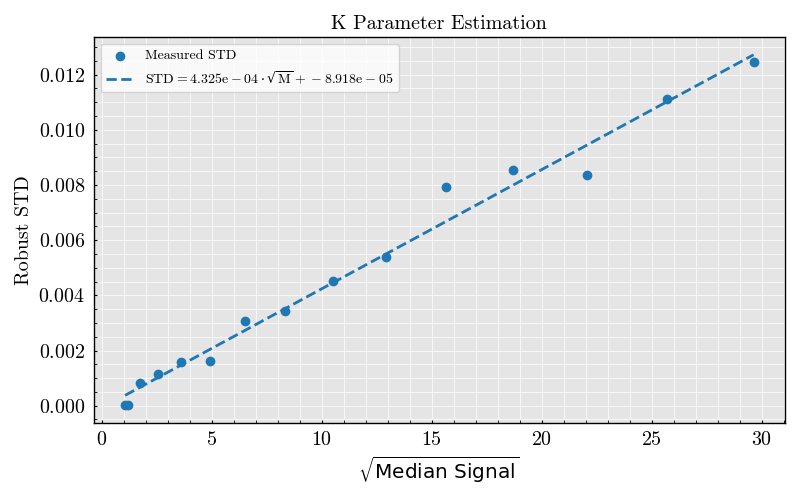 K Parameter Estimation
Measured STD
STD = 4.325e − 04 · √M + − 8.918e − 05
Robust STD
0.012
0.010
0.008
0.006
0.004
0.002
0.000
0 5 10 15 20 25 30
√Median Signal